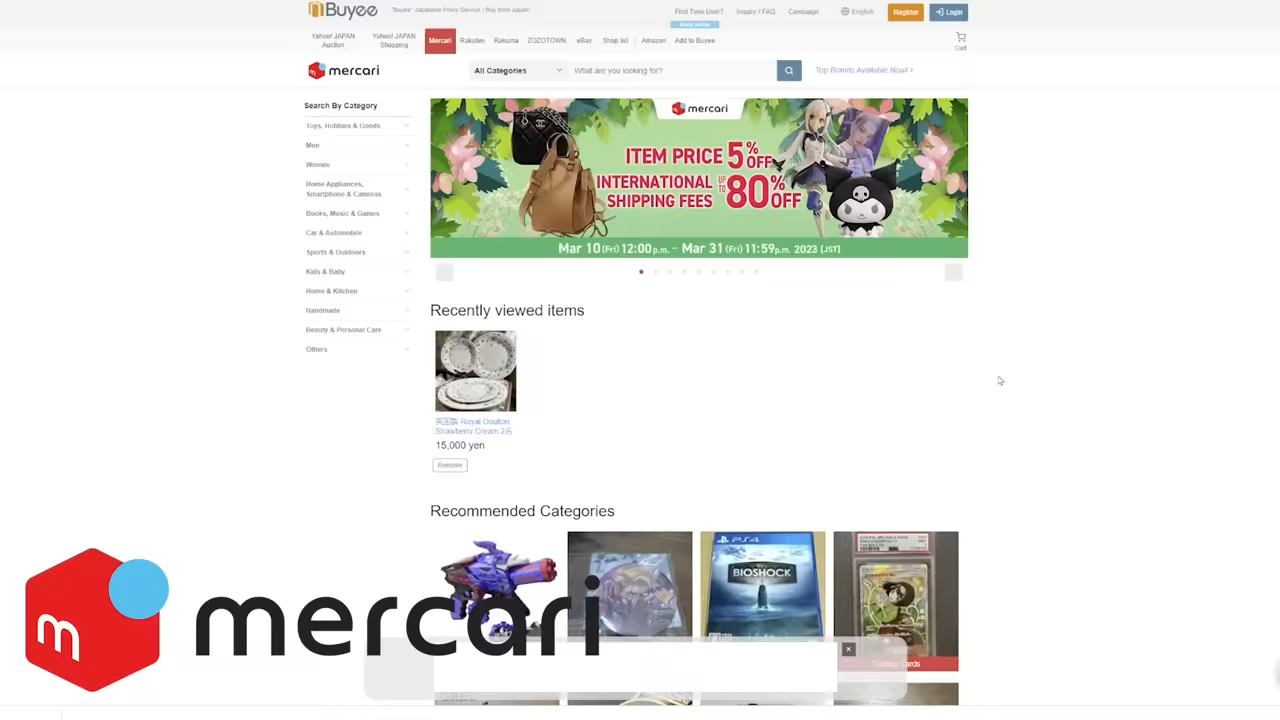 Buyee
"Buyee" Japanese Proxy Service | Buy from Japan!
First Time User?
Inquiry / FAQ
Campaign
English
Register
Login
Yahoo! JAPAN
Auction
Yahoo! JAPAN
Shopping
Mercari
Rakuten
Rakuma
ZOZOTOWN
eBay
Shop list
Amazon
Add to Buyee
Cart
mercari
All Categories
What are you looking for?
Top Brands Available Now! >
Search By Category
Toys, Hobbies & Goods
Men
Women
Home Appliances,
Smartphone & Cameras
Books, Music & Games
Car & Automobile
Sports & Outdoors
Kids & Baby
Home & Kitchen
Handmade
Beauty & Personal Care
Others
mercari
ITEM PRICE 5% OFF
INTERNATIONAL
SHIPPING FEES UP TO 80% OFF
Mar 10 (Fri) 12:00 p.m. - Mar 31 (Fri) 11:59 p.m. 2023 [JST]
Recently viewed items
Royal Doulton
Strawberry Cream
15,000 yen
Remove
Recommended Categories
PS4
BIOSHOCK
mercari